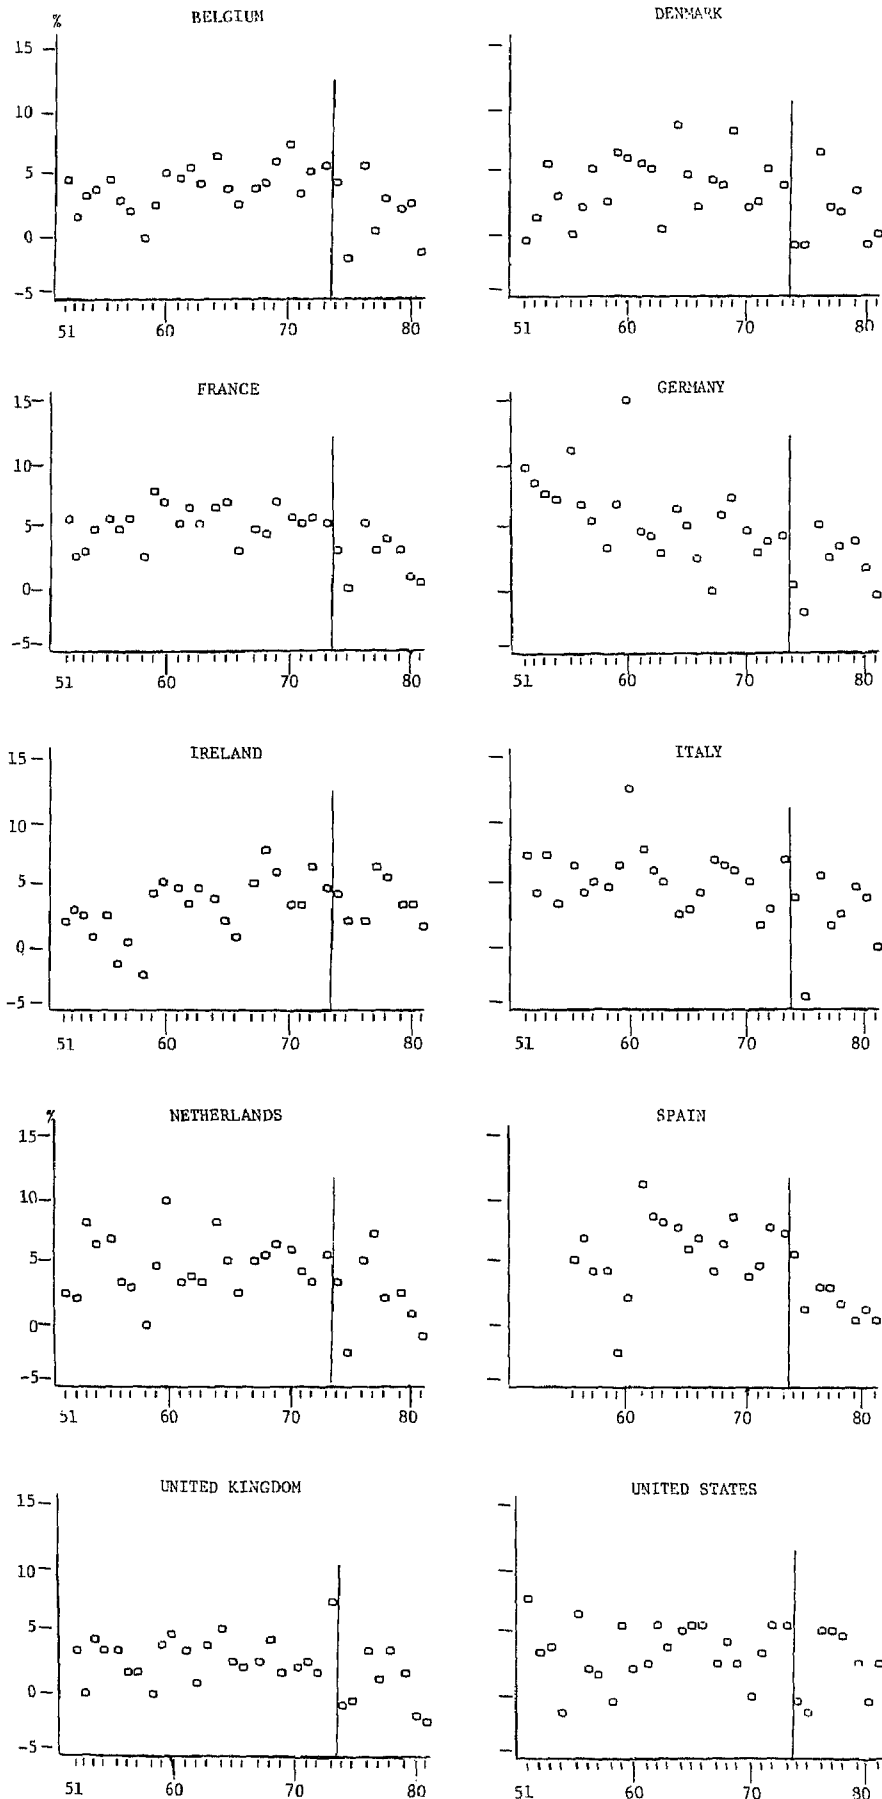 % BELGIUM DENMARK
15
10
5
0
-5
51 60 70 80 51 60 70 80
FRANCE GERMANY
15
10
5
0
-5
51 60 70 80 51 60 70 80
IRELAND ITALY
15
10
5
0
-5
51 60 70 80 51 60 70 80
% NETHERLANDS SPAIN
15
10
5
0
-5
51 60 70 80 60 70 80
UNITED KINGDOM UNITED STATES
15
10
5
0
-5
51 60 70 80 51 60 70 80